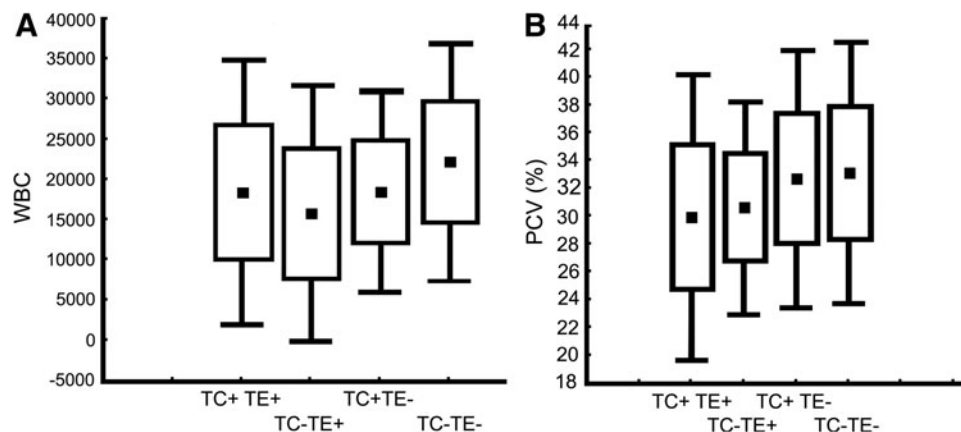 A
WBC
40000
35000
30000
25000
20000
15000
10000
5000
0
-5000
TC+ TE+
TC-TE+
TC+TE-
TC-TE-
B
PCV (%)
44
42
40
38
36
34
32
30
28
26
24
22
20
18
TC+ TE+
TC-TE+
TC+ TE-
TC-TE-